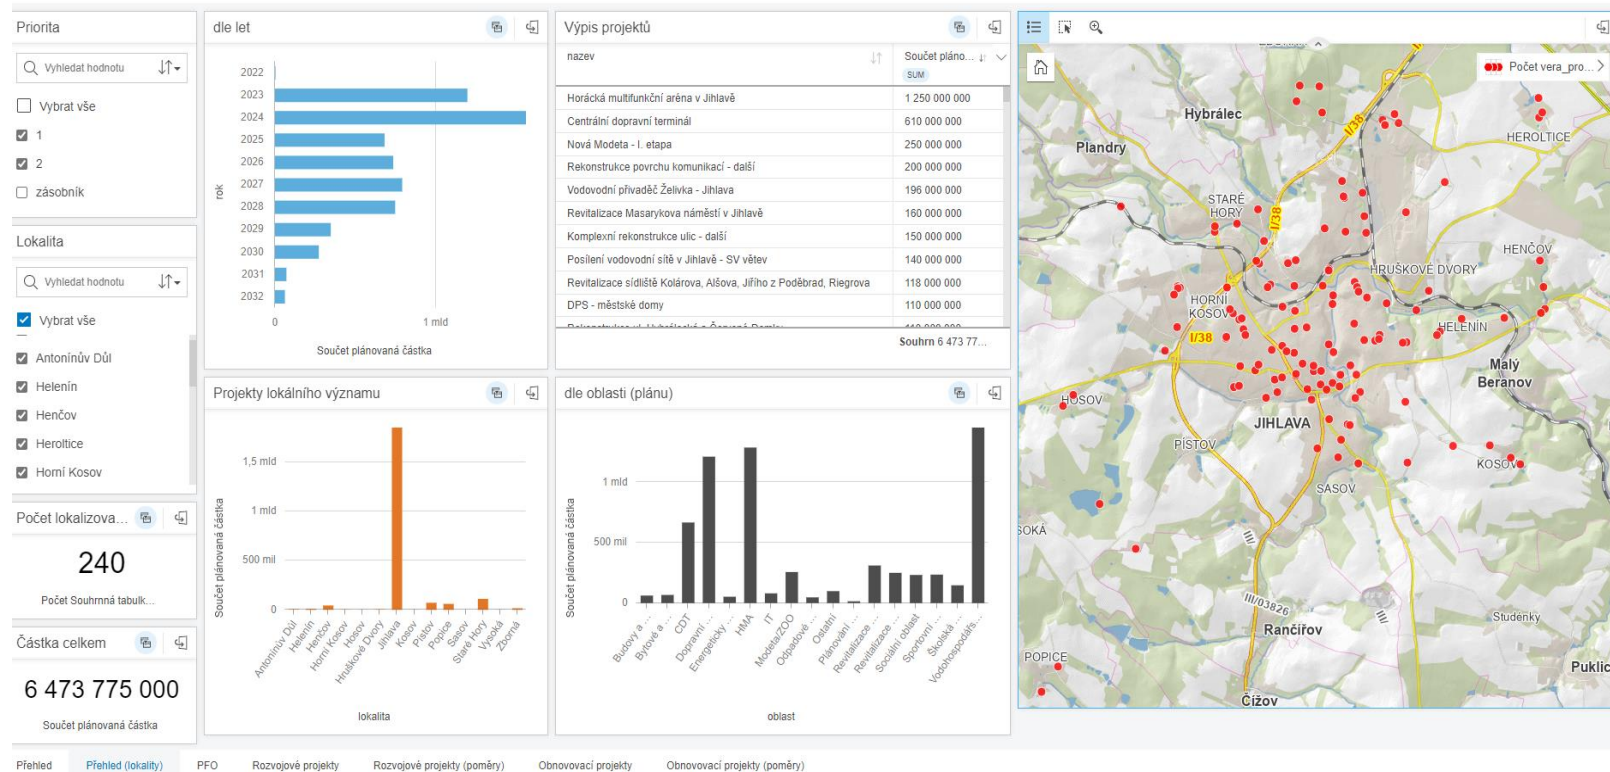 Priorita
Vyhledat hodnotu
Vybrat vše
1
2
zásobník
Lokalita
Vyhledat hodnotu
Vybrat vše
Antonínův Důl
Helenín
Henčov
Heroltice
Horní Kosov
Počet lokalizova...
240
Počet Souhrnná tabulk...
Částka celkem
6 473 775 000
Součet plánovaná částka
dle let
rok
2022
2023
2024
2025
2026
2027
2028
2029
2030
2031
2032
0 1 mld
Součet plánovaná částka
Výpis projektů
nazev Součet pláno...
SUM
Horácká multifunkční aréna v Jihlavě 1 250 000 000
Centrální dopravní terminál 610 000 000
Nová Modeta - I. etapa 250 000 000
Rekonstrukce povrchu komunikací - další 200 000 000
Vodovodní přivaděč Želivka - Jihlava 196 000 000
Revitalizace Masarykova náměstí v Jihlavě 160 000 000
Komplexní rekonstrukce ulic - další 150 000 000
Posílení vodovodní sítě v Jihlavě - SV větev 140 000 000
Revitalizace sídliště Kolárova, Alšova, Jiřího z Poděbrad, Riegrova 118 000 000
DPS - městské domy 110 000 000
Souhrn 6 473 77...
Projekty lokálního významu
Součet plánovaná částka
1,5 mld
1 mld
500 mil
0
Antonínův Důl
Helenín
Henčov
Horní Kosov
Hosov
Hruškové Dvory
Jihlava
Kosov
Pístov
Popice
Sasov
Staré Hory
Vysoká
Zborná
lokalita
dle oblasti (plánu)
Součet plánovaná částka
1 mld
500 mil
0
Budovy a ...
Bytové a ...
CDT
Dopravní ...
Energetický ...
HMA
IT
Modeta/ZOO
Odpadové ...
Ostatní
Plánování ...
Revitalizace ...
Revitalizace ...
Sociální oblast
Sportovní ...
Školská ...
Vodohospodářs...
oblast
Počet vera_pro...
Hybrálec
Plandry
I/38
HEROLTICE
STARÉ
HORY
I/38
HENČOV
HRUŠKOVÉ DVORY
HORNÍ
KOSOV
HELENÍN
I/38
Malý
Beranov
HOSOV
JIHLAVA
PÍSTOV
KOSOV
SASOV
SOKÁ
III/
III/03826
III/
Studénky
Rančířov
POPICE
Puklic
Čížov
Přehled Přehled (lokality) PFO Rozvojové projekty Rozvojové projekty (poměry) Obnovovací projekty Obnovovací projekty (poměry)